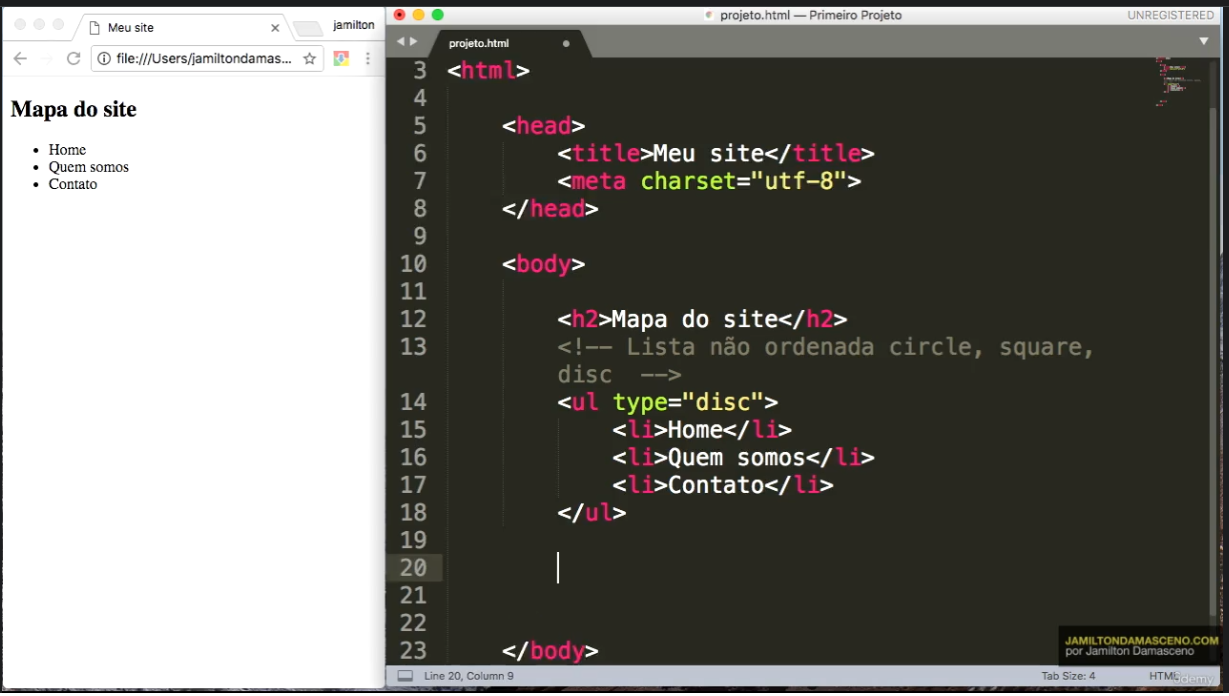 Meu site
jamilton
file:///Users/jamiltondamas...
Mapa do site
• Home
• Quem somos
• Contato
projeto.html — Primeiro Projeto
UNREGISTERED
projeto.html
3 <html>
4
5 <head>
6 <title>Meu site</title>
7 <meta charset="utf-8">
8 </head>
9
10 <body>
11
12 <h2>Mapa do site</h2>
13 <!-- Lista não ordenada circle, square,
disc -->
14 <ul type="disc">
15 <li>Home</li>
16 <li>Quem somos</li>
17 <li>Contato</li>
18 </ul>
19
20
21
22
23 </body>
JAMILTONDAMASCENO.COM
por Jamilton Damasceno
Line 20, Column 9
Tab Size: 4
HTML
Udemy